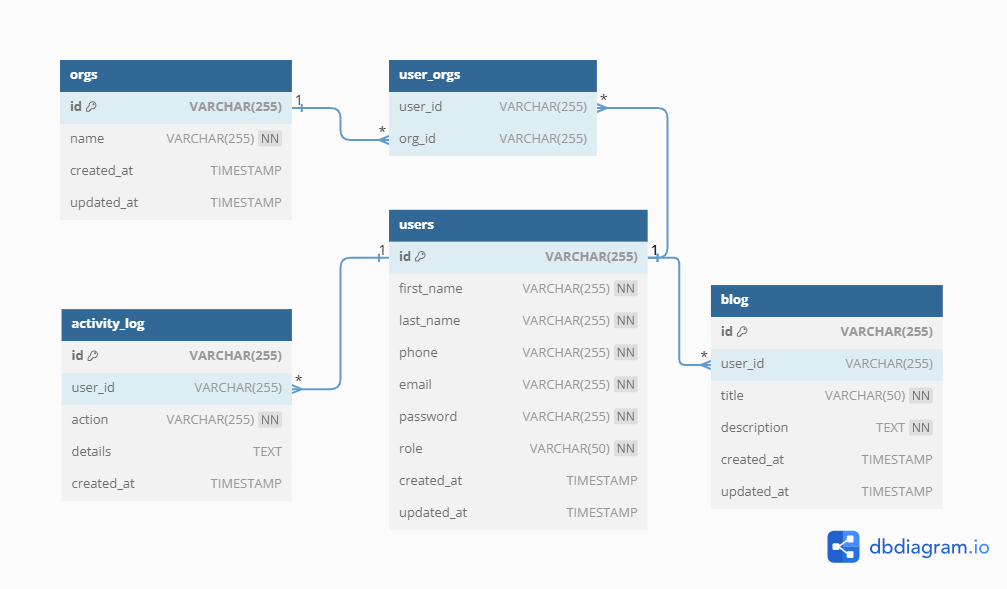 orgs
id VARCHAR(255)
name VARCHAR(255) NN
created_at TIMESTAMP
updated_at TIMESTAMP
1
*
user_orgs
user_id VARCHAR(255)
org_id VARCHAR(255)
*
users
id VARCHAR(255)
first_name VARCHAR(255) NN
last_name VARCHAR(255) NN
phone VARCHAR(255) NN
email VARCHAR(255) NN
password VARCHAR(255) NN
role VARCHAR(50) NN
created_at TIMESTAMP
updated_at TIMESTAMP
1
1
activity_log
id VARCHAR(255)
user_id VARCHAR(255)
action VARCHAR(255) NN
details TEXT
created_at TIMESTAMP
*
*
blog
id VARCHAR(255)
user_id VARCHAR(255)
title VARCHAR(50) NN
description TEXT NN
created_at TIMESTAMP
updated_at TIMESTAMP
dbdiagram.io